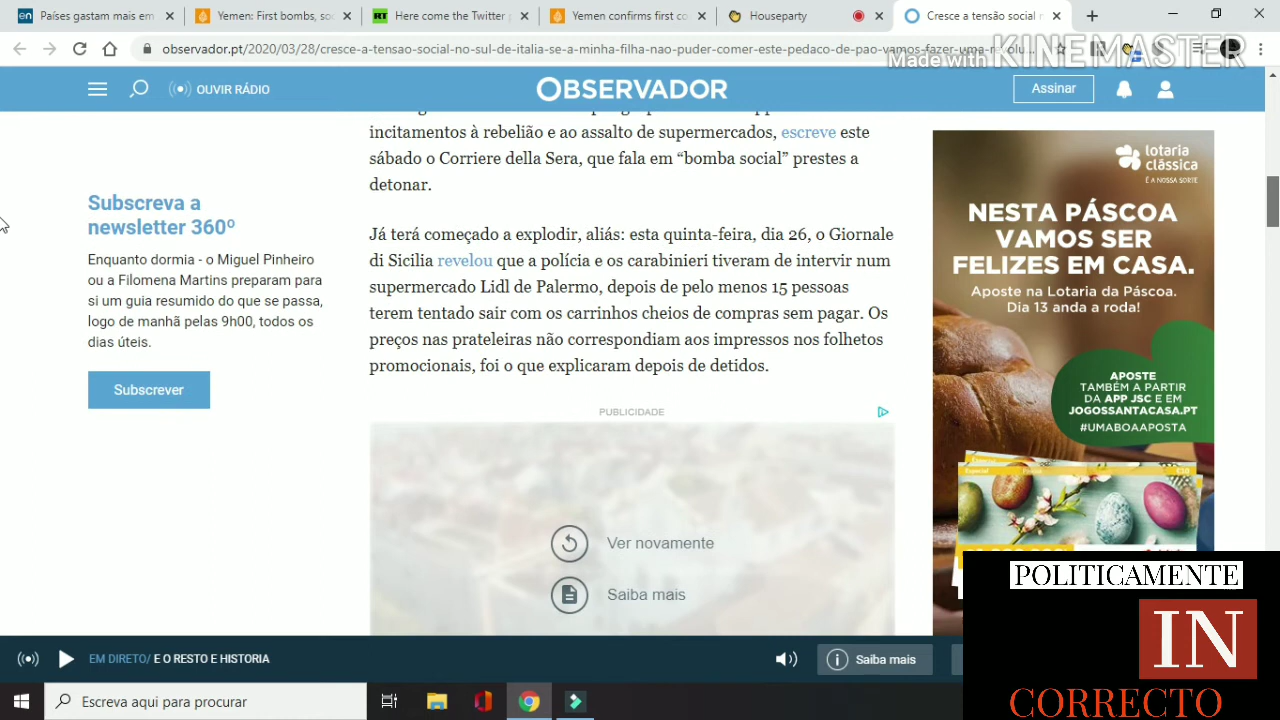 Países gastam mais em
Yemen: First bombs, so
Here come the Twitter p
Yemen confirms first co
Houseparty
Cresce a tensão social n
observador.pt/2020/03/28/cresce-a-tensao-social-no-sul-de-italia-se-a-minha-filha-nao-puder-comer-este-pedaco-de-pao-vamos-fazer-uma-revolu...
Made with KINEMASTER
OUVIR RÁDIO
OBSERVADOR
Assinar
incitamentos à rebelião e ao assalto de supermercados, escreve este
sábado o Corriere della Sera, que fala em “bomba social” prestes a
detonar.
Já terá começado a explodir, aliás: esta quinta-feira, dia 26, o Giornale
di Sicilia revelou que a polícia e os carabinieri tiveram de intervir num
supermercado Lidl de Palermo, depois de pelo menos 15 pessoas
terem tentado sair com os carrinhos cheios de compras sem pagar. Os
preços nas prateleiras não correspondiam aos impressos nos folhetos
promocionais, foi o que explicaram depois de detidos.
Subscreva a
newsletter 360º
Enquanto dormia - o Miguel Pinheiro
ou a Filomena Martins preparam para
si um guia resumido do que se passa,
logo de manhã pelas 9h00, todos os
dias úteis.
Subscrever
PUBLICIDADE
Ver novamente
Saiba mais
lotaria
clássica
É A NOSSA SORTE
NESTA PÁSCOA
VAMOS SER
FELIZES EM CASA.
Aposte na Lotaria da Páscoa.
Dia 13 anda a roda!
APOSTE
TAMBÉM A PARTIR
DA APP JSC E EM
JOGOSSANTACASA.PT
#UMABOAAPOSTA
EM DIRETO/ E O RESTO E HISTORIA
Saiba mais
Escreva aqui para procurar
POLITICAMENTE
IN
CORRECTO